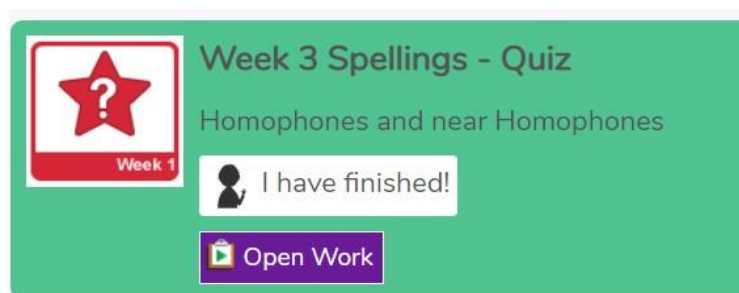 Week 3 Spellings - Quiz
Homophones and near Homophones
?
Week 1
I have finished!
Open Work